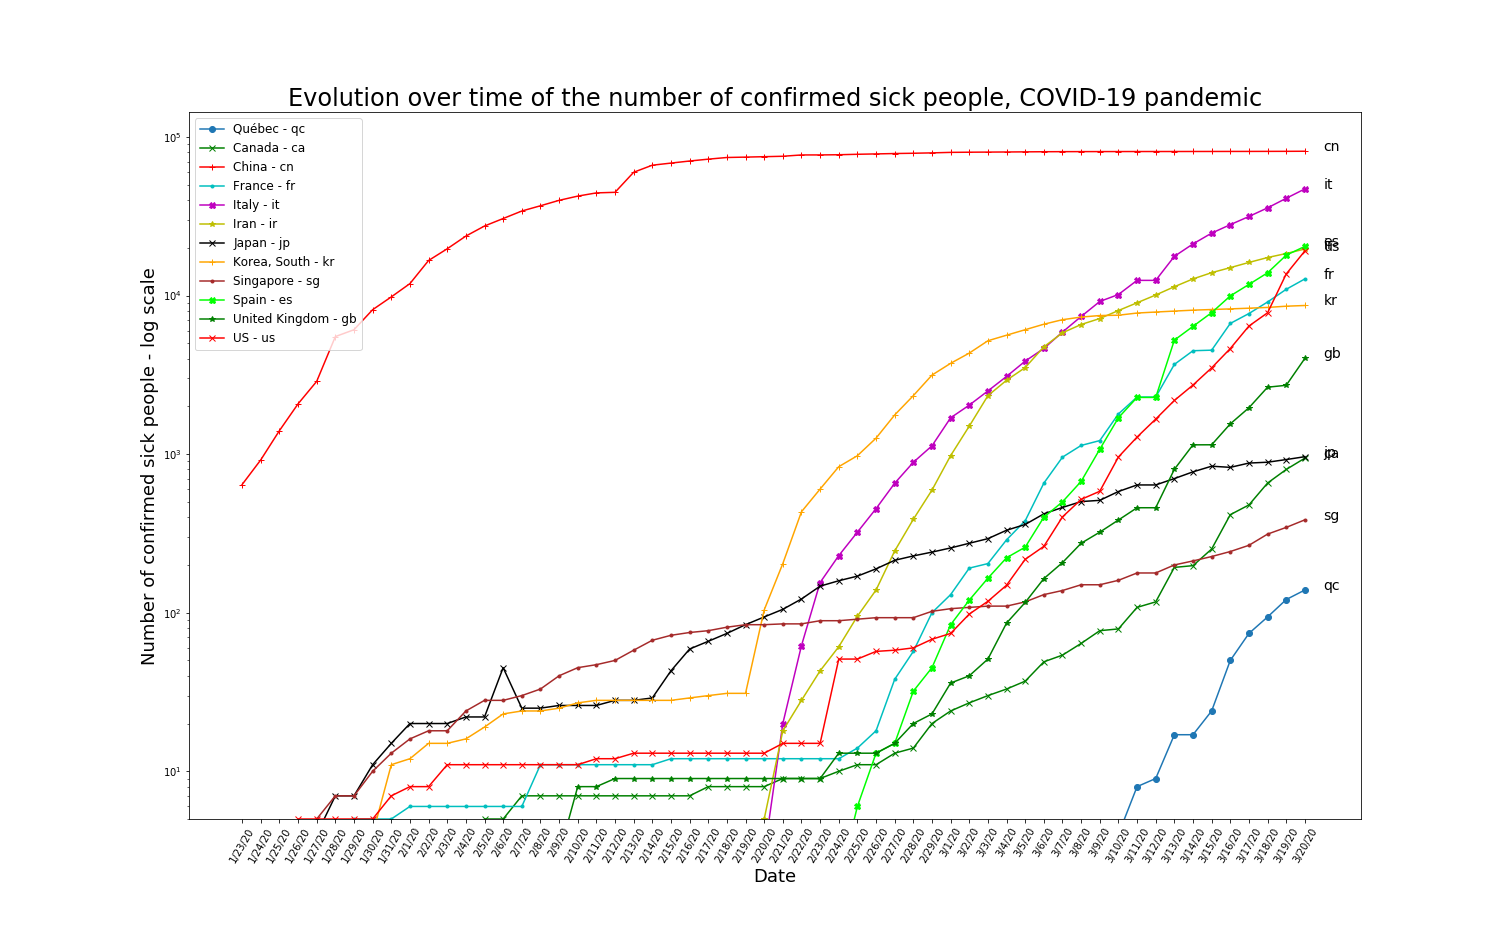 Evolution over time of the number of confirmed sick people, COVID-19 pandemic
Number of confirmed sick people - log scale
10^5
10^4
10^3
10^2
10^1
Québec - qc
Canada - ca
China - cn
France - fr
Italy - it
Iran - ir
Japan - jp
Korea, South - kr
Singapore - sg
Spain - es
United Kingdom - gb
US - us
cn
it
es
us
fr
kr
gb
jp
ca
sg
qc
1/23/20
1/24/20
1/25/20
1/26/20
1/27/20
1/28/20
1/29/20
1/30/20
1/31/20
2/1/20
2/2/20
2/3/20
2/4/20
2/5/20
2/6/20
2/7/20
2/8/20
2/9/20
2/10/20
2/11/20
2/12/20
2/13/20
2/14/20
2/15/20
2/16/20
2/17/20
2/18/20
2/19/20
2/20/20
2/21/20
2/22/20
2/23/20
2/24/20
2/25/20
2/26/20
2/27/20
2/28/20
2/29/20
3/1/20
3/2/20
3/3/20
3/4/20
3/5/20
3/6/20
3/7/20
3/8/20
3/9/20
3/10/20
3/11/20
3/12/20
3/13/20
3/14/20
3/15/20
3/16/20
3/17/20
3/18/20
3/19/20
3/20/20
Date